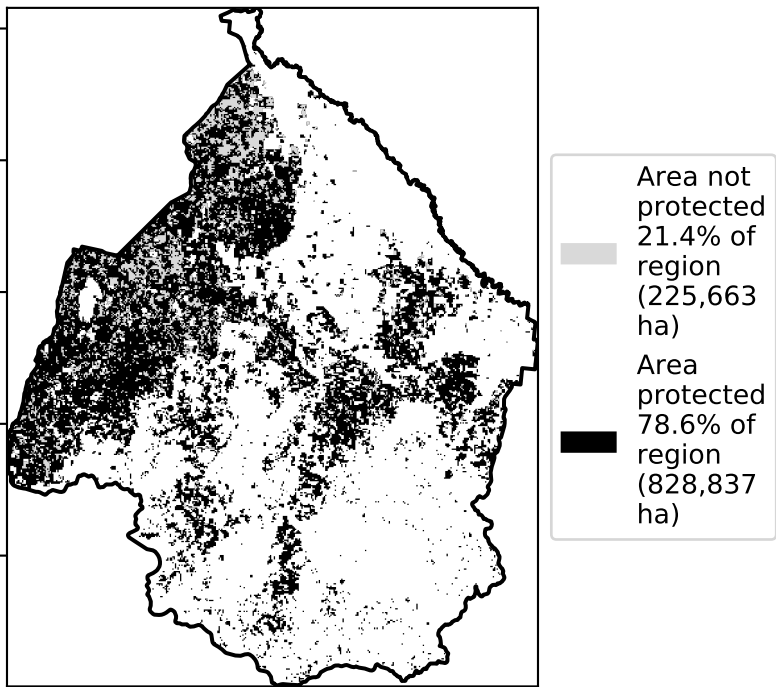 Area not
protected
21.4% of
region
(225,663
ha)
Area
protected
78.6% of
region
(828,837
ha)